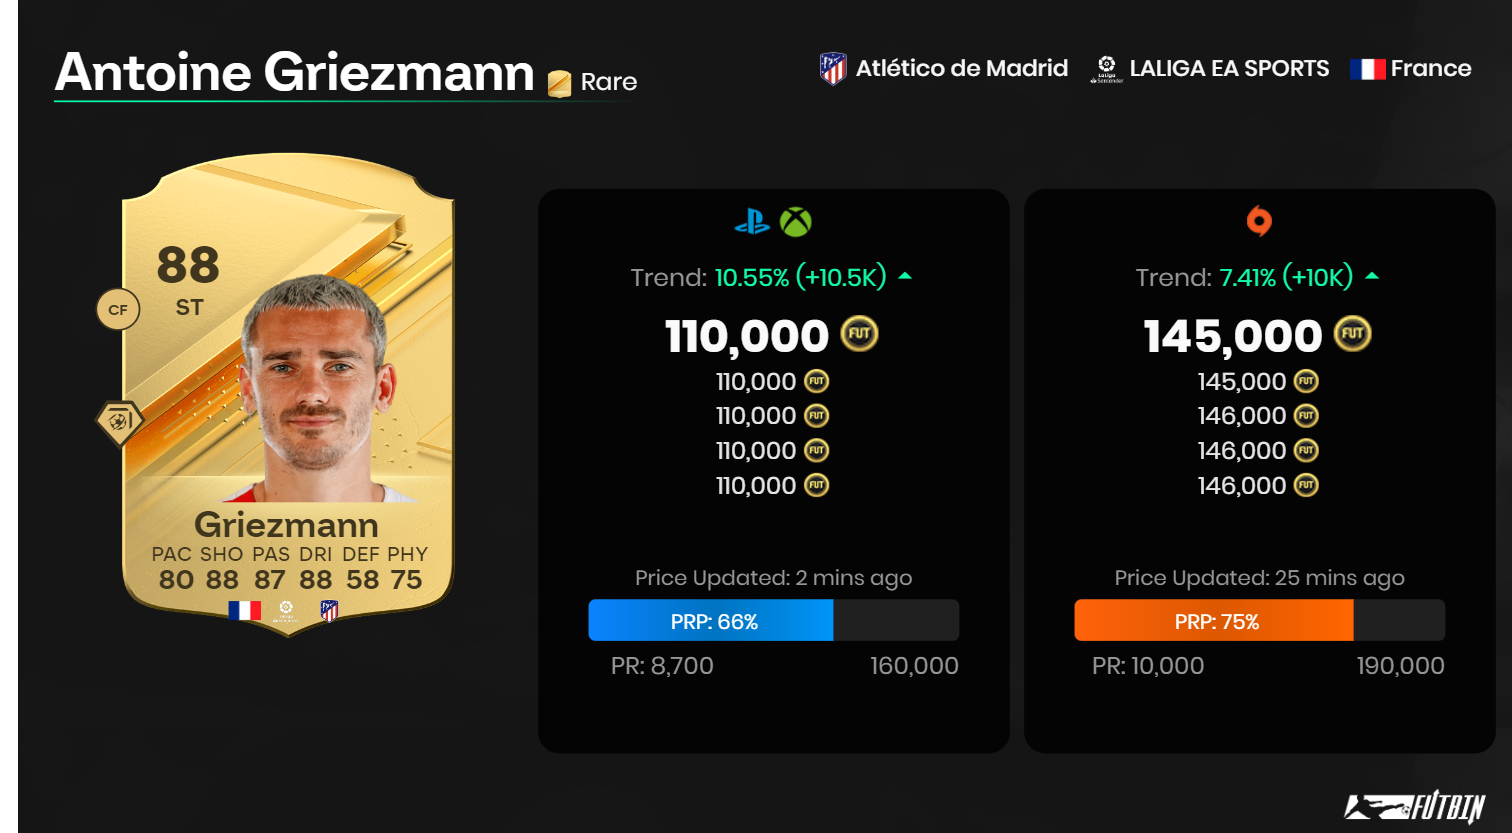 Antoine Griezmann Rare
Atlético de Madrid LALIGA EA SPORTS France
88
ST
CF
Griezmann
PAC SHO PAS DRI DEF PHY
80 88 87 88 58 75
Trend: 10.55% (+10.5K)
110,000 FUT
110,000 FUT
110,000 FUT
110,000 FUT
110,000 FUT
Price Updated: 2 mins ago
PRP: 66%
PR: 8,700 160,000
Trend: 7.41% (+10K)
145,000 FUT
145,000 FUT
146,000 FUT
146,000 FUT
146,000 FUT
Price Updated: 25 mins ago
PRP: 75%
PR: 10,000 190,000
FUTBIN